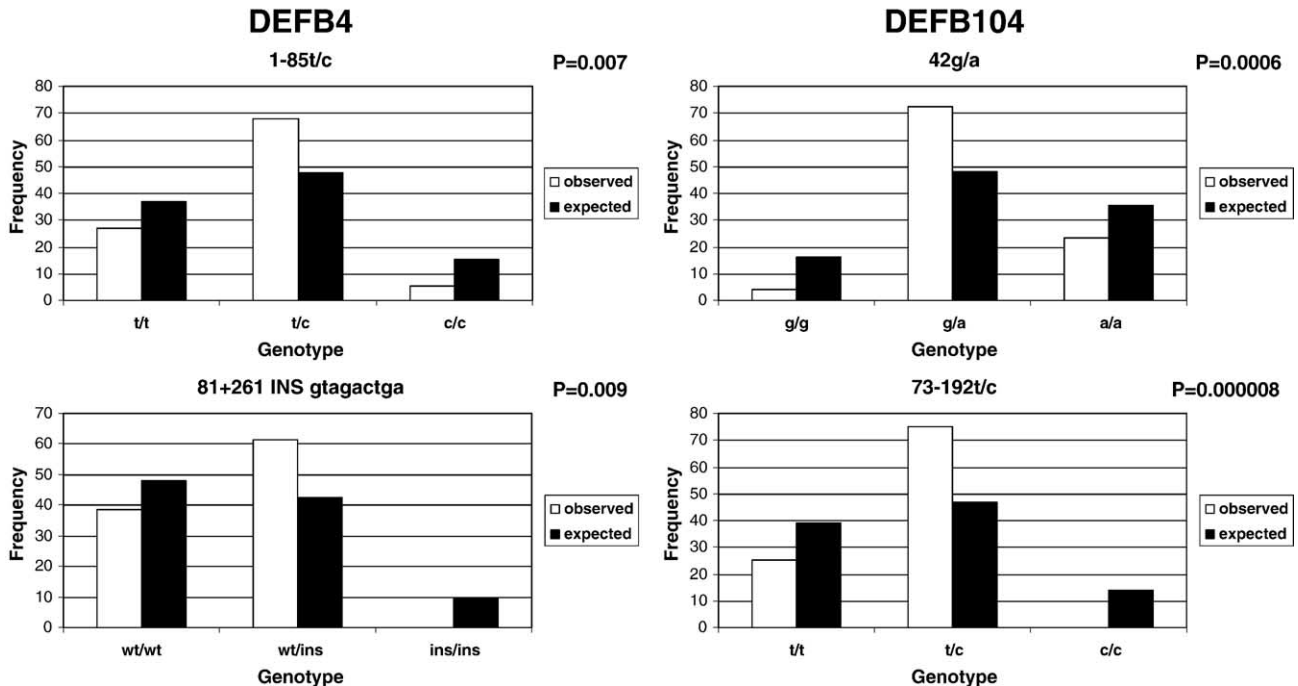 DEFB4
1-85t/c
P=0.007
80
70
60
50
40
30
20
10
0
Frequency
t/t
t/c
c/c
Genotype
observed
expected
81+261 INS gtagactga
P=0.009
70
60
50
40
30
20
10
0
Frequency
wt/wt
wt/ins
ins/ins
Genotype
observed
expected
DEFB104
42g/a
P=0.0006
80
70
60
50
40
30
20
10
0
Frequency
g/g
g/a
a/a
Genotype
observed
expected
73-192t/c
P=0.000008
80
70
60
50
40
30
20
10
0
Frequency
t/t
t/c
c/c
Genotype
observed
expected